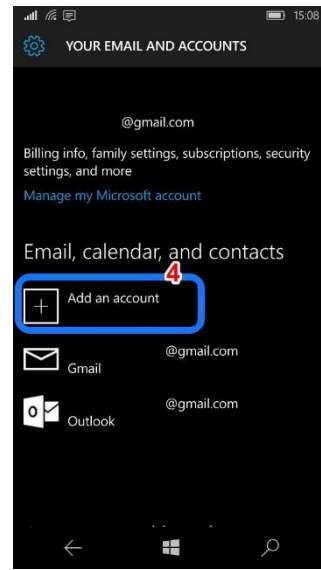 15:08
YOUR EMAIL AND ACCOUNTS
@gmail.com
Billing info, family settings, subscriptions, security
settings, and more
Manage my Microsoft account
Email, calendar, and contacts
4
Add an account
@gmail.com
Gmail
@gmail.com
Outlook